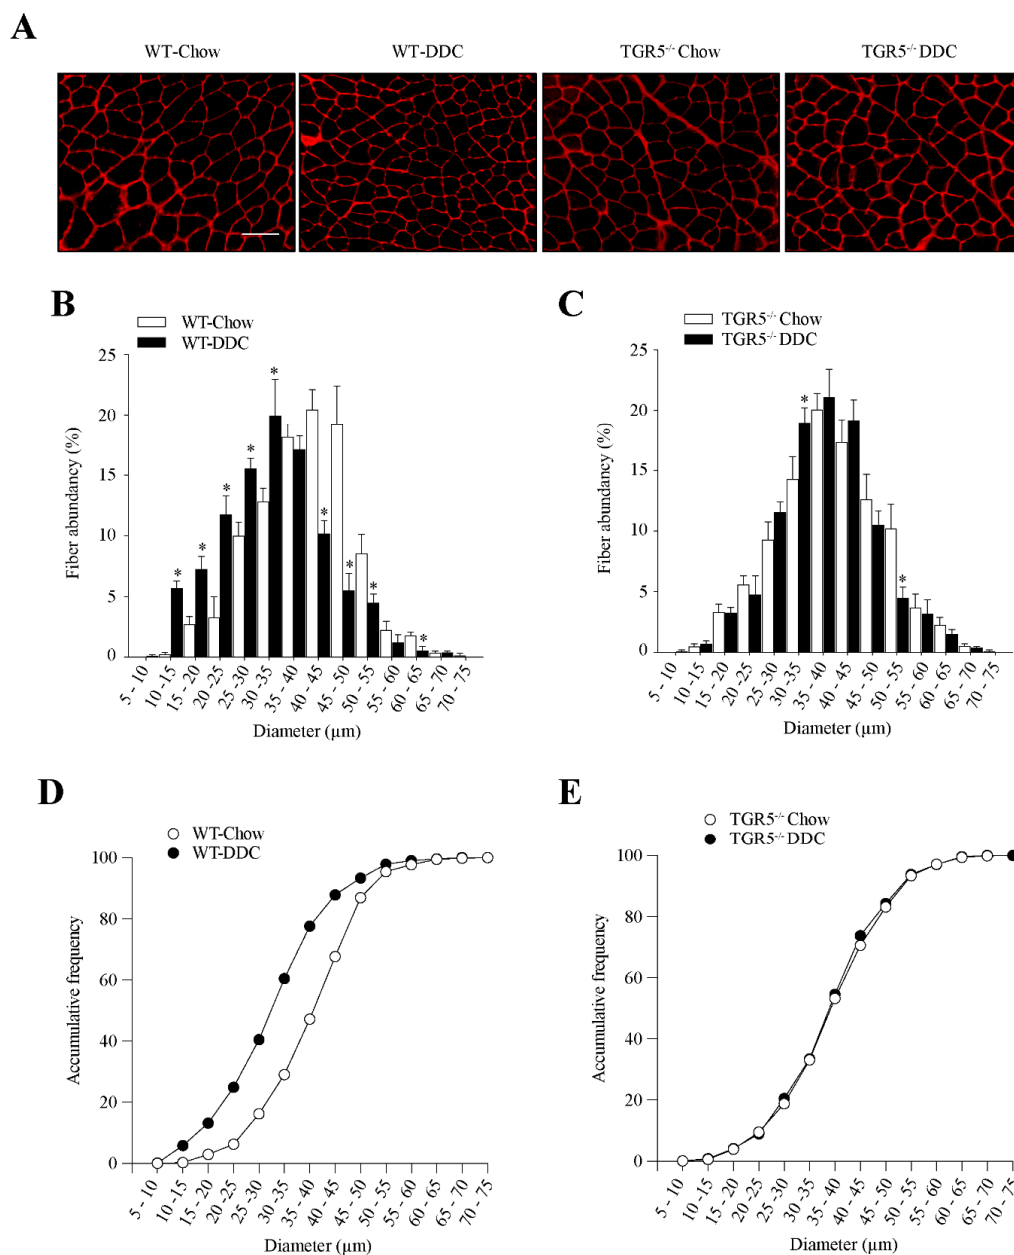 A
WT-Chow WT-DDC TGR5-/- Chow TGR5-/- DDC
B
WT-Chow
WT-DDC
25
20
15
10
5
0
Fiber abundancy (%)
* * * * * * * * *
5 - 10
10 -15
15 - 20
20 -25
25 -30
30 -35
35 - 40
40 - 45
45 - 50
50 - 55
55 - 60
60 - 65
65 - 70
70 - 75
Diameter (µm)
C
TGR5-/- Chow
TGR5-/- DDC
25
20
15
10
5
0
Fiber abundancy (%)
* *
5 - 10
10 -15
15 - 20
20 -25
25 -30
30 -35
35 - 40
40 - 45
45 - 50
50 - 55
55 - 60
60 - 65
65 - 70
70 - 75
Diameter (µm)
D
WT-Chow
WT-DDC
100
80
60
40
20
0
Accumulative frequency
5 - 10
10 -15
15 - 20
20 -25
25 -30
30 -35
35 - 40
40 - 45
45 - 50
50 - 55
55 - 60
60 - 65
65 - 70
70 - 75
Diameter (µm)
E
TGR5-/- Chow
TGR5-/- DDC
100
80
60
40
20
0
Accumulative frequency
5 - 10
10 -15
15 - 20
20 -25
25 -30
30 -35
35 - 40
40 - 45
45 - 50
50 - 55
55 - 60
60 - 65
65 - 70
70 - 75
Diameter (µm)